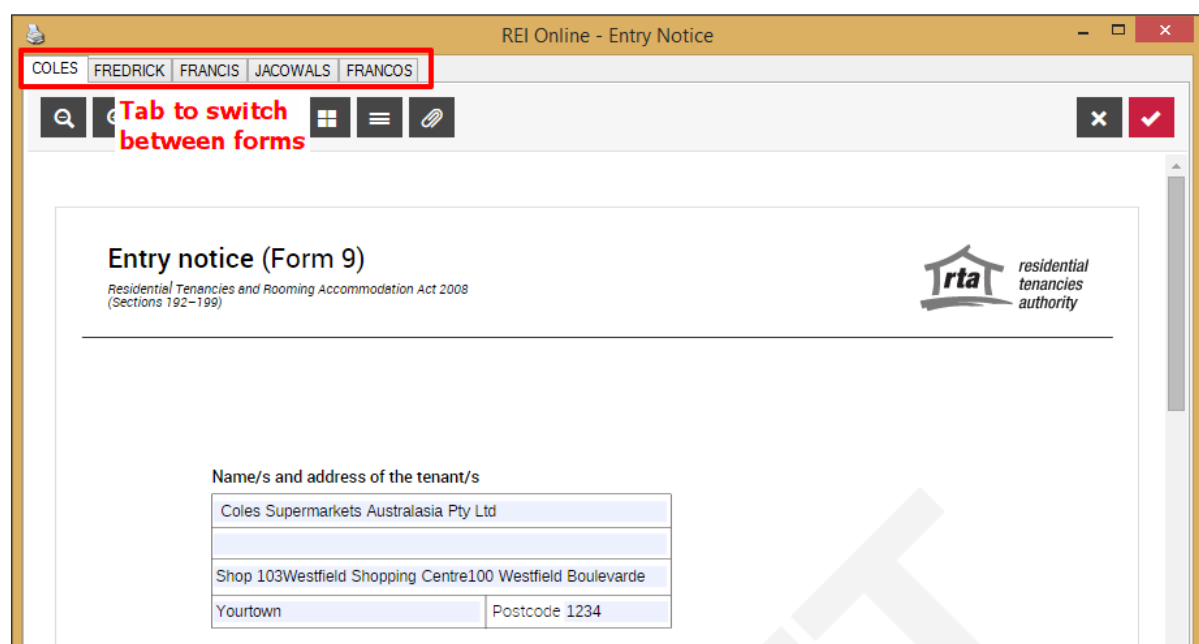 REI Online - Entry Notice
COLES FREDRICK FRANCIS JACOWALS FRANCOS
Tab to switch
between forms
Entry notice (Form 9)
Residential Tenancies and Rooming Accommodation Act 2008
(Sections 192–199)
rta
residential
tenancies
authority
Name/s and address of the tenant/s
Coles Supermarkets Australasia Pty Ltd
Shop 103Westfield Shopping Centre100 Westfield Boulevarde
Yourtown Postcode 1234